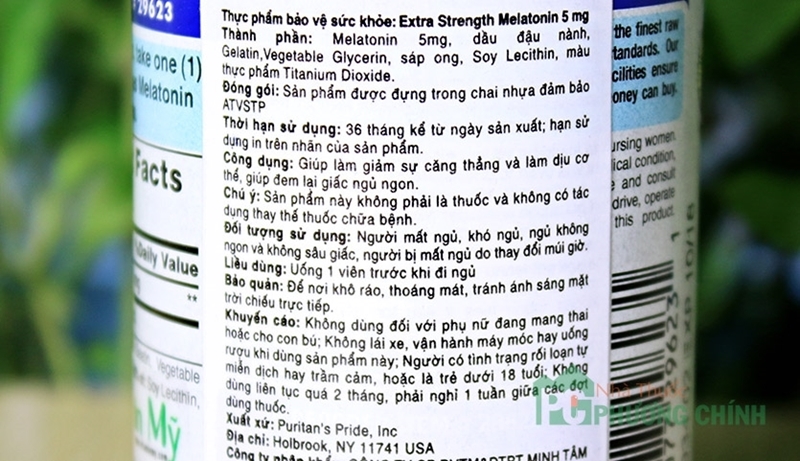 29623
take one (1)
Melatonin
Facts
Daily Value
**
Vegetable
Soy Lecithin,
Mỹ
Thực phẩm bảo vệ sức khỏe: Extra Strength Melatonin 5 mg
Thành phần: Melatonin 5mg, dầu đậu nành,
Gelatin,Vegetable Glycerin, sáp ong, Soy Lecithin, màu
thực phẩm Titanium Dioxide.
Đóng gói: Sản phẩm được đựng trong chai nhựa đảm bảo
ATVSTP
Thời hạn sử dụng: 36 tháng kể từ ngày sản xuất; hạn sử
dụng in trên nhãn của sản phẩm.
Công dụng: Giúp làm giảm sự căng thẳng và làm dịu cơ
thể, giúp đem lại giấc ngủ ngon.
Chú ý: Sản phẩm này không phải là thuốc và không có tác
dụng thay thế thuốc chữa bệnh.
Đối tượng sử dụng: Người mất ngủ, khó ngủ, ngủ không
ngon và không sâu giấc, người bị mất ngủ do thay đổi múi giờ.
Liều dùng: Uống 1 viên trước khi đi ngủ
Bảo quản: Để nơi khô ráo, thoáng mát, tránh ánh sáng mặt
trời chiếu trực tiếp.
Khuyến cáo: Không dùng đối với phụ nữ đang mang thai
hoặc cho con bú; Không lái xe, vận hành máy móc hay uống
rượu khi dùng sản phẩm này; Người có tình trạng rối loạn tự
miễn dịch hay trầm cảm, hoặc là trẻ dưới 18 tuổi; Không
dùng liên tục quá 2 tháng, phải nghỉ 1 tuần giữa các đợt
dùng thuốc.
Xuất xứ: Puritan's Pride, Inc
Địa chỉ: Holbrook, NY 11741 USA
MINH TÂM
the finest raw
standards. Our
cilities ensure
oney can buy.
ursing women.
ical condition,
and consult
drive, operate
this product.
29623 1
EXP 10/18
Nhà Thuốc
PHƯƠNG CHÍNH